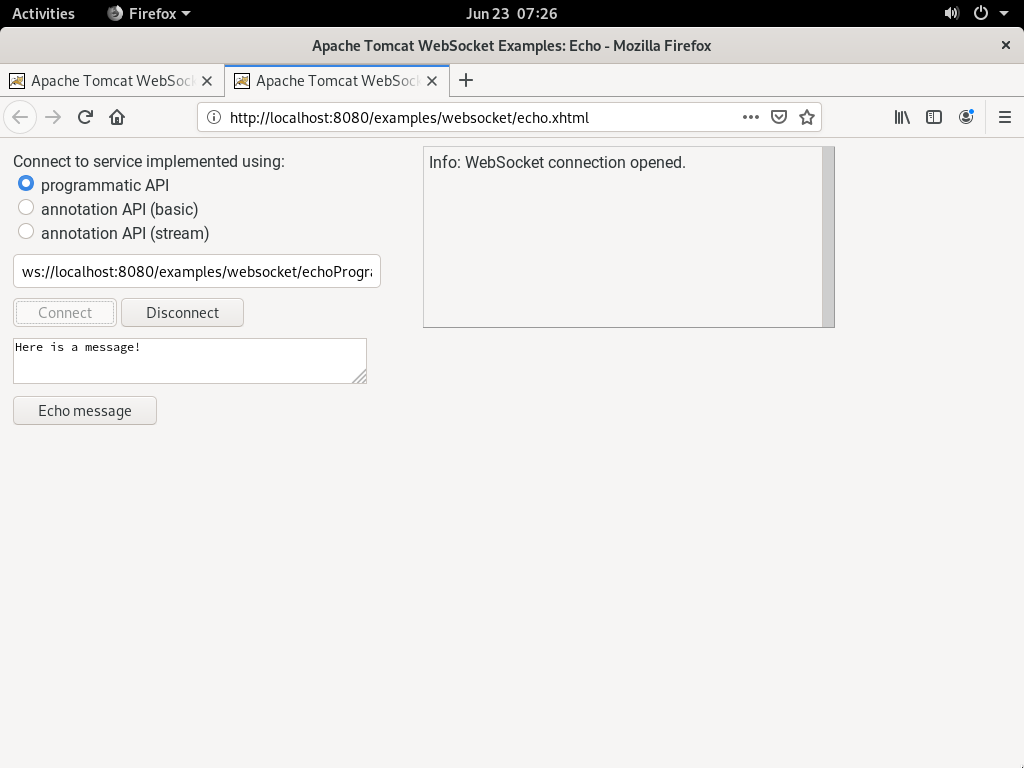 Activities Firefox Jun 23 07:26
Apache Tomcat WebSocket Examples: Echo - Mozilla Firefox
Apache Tomcat WebSoc Apache Tomcat WebSoc
http://localhost:8080/examples/websocket/echo.xhtml
Connect to service implemented using:
programmatic API
annotation API (basic)
annotation API (stream)
ws://localhost:8080/examples/websocket/echoProgra
Connect Disconnect
Here is a message!
Echo message
Info: WebSocket connection opened.